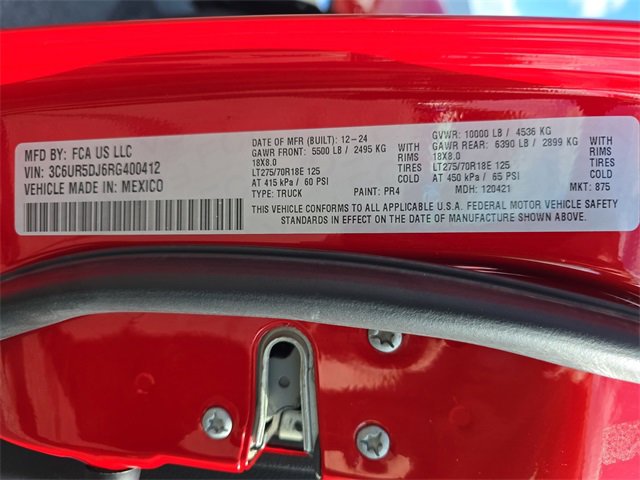 MFD BY: FCA US LLC
VIN: 3C6UR5DJ6RG400412
VEHICLE MADE IN: MEXICO
DATE OF MFR (BUILT): 12-24
GAWR FRONT: 5500 LB / 2495 KG WITH
18X8.0 RIMS
LT275/70R18E 125 TIRES
AT 415 kPa / 60 PSI COLD
TYPE: TRUCK PAINT: PR4
GVWR: 10000 LB / 4536 KG
GAWR REAR: 6390 LB / 2899 KG WITH
18X8.0 RIMS
LT275/70R18E 125 TIRES
AT 450 kPa / 65 PSI COLD
MDH: 120421 MKT: 875
THIS VEHICLE CONFORMS TO ALL APPLICABLE U.S.A. FEDERAL MOTOR VEHICLE SAFETY
STANDARDS IN EFFECT ON THE DATE OF MANUFACTURE SHOWN ABOVE.